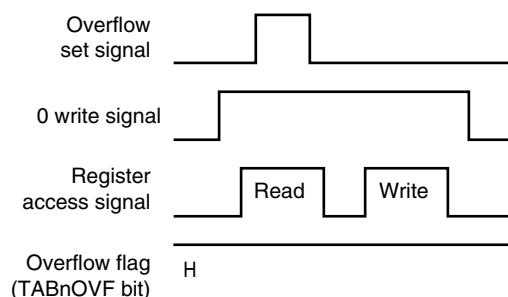 Overflow
set signal
0 write signal
Register
access signal
Read
Write
Overflow flag
(TABnOVF bit)
H